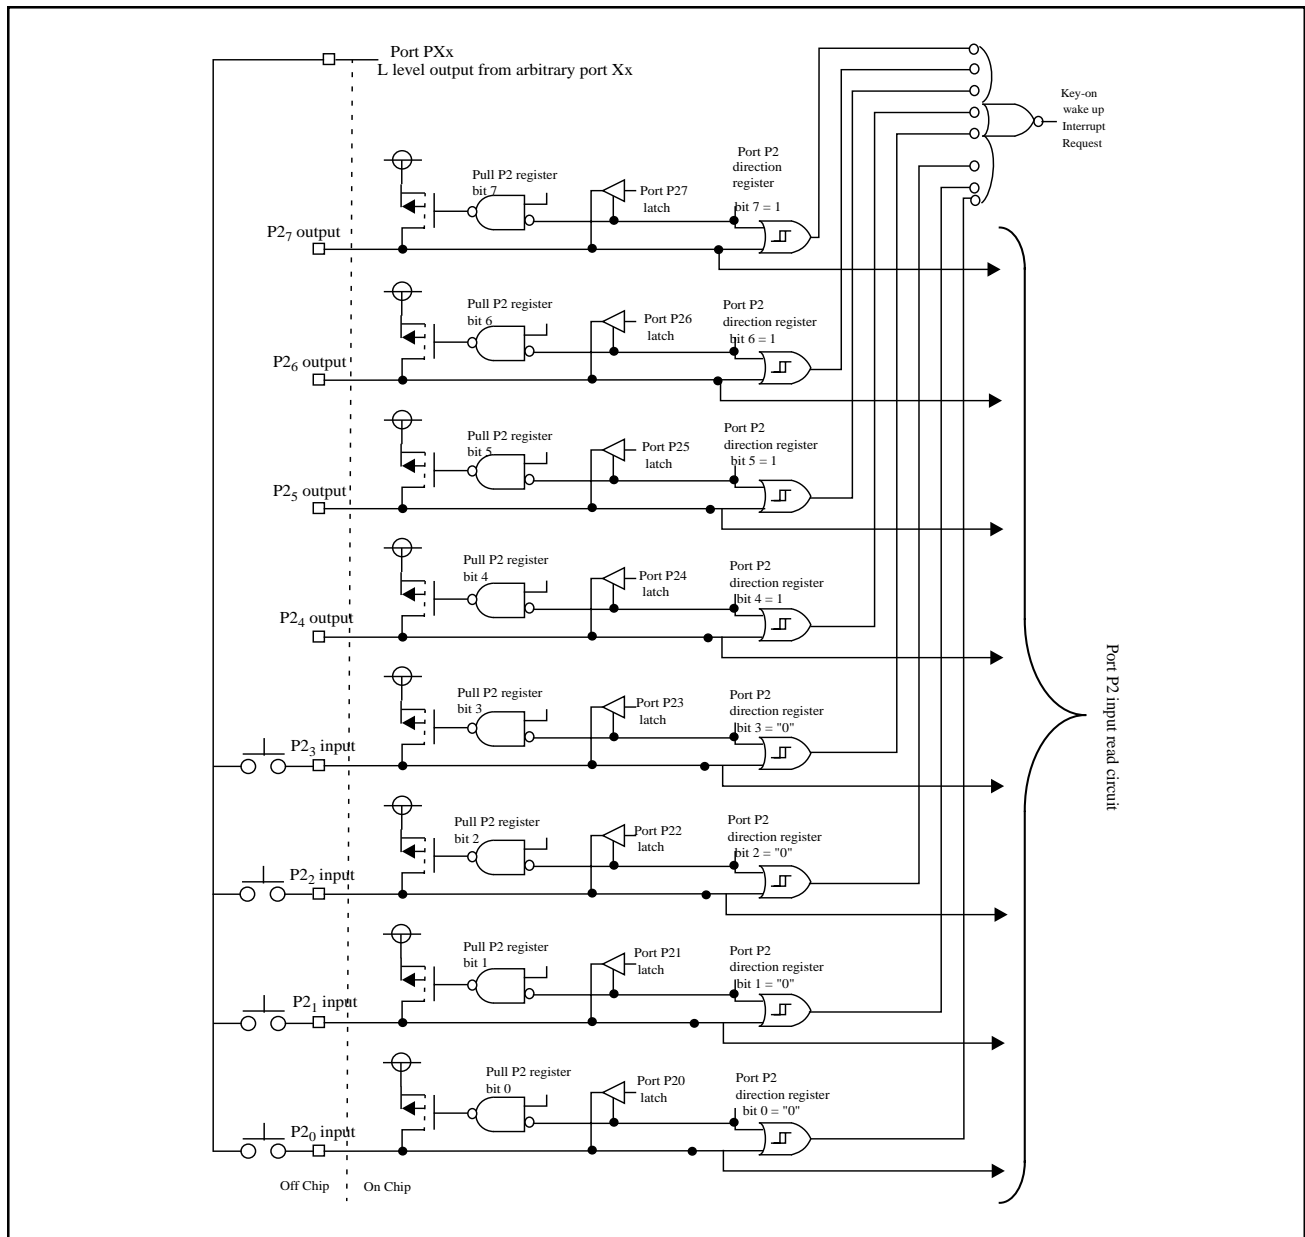 Port PXx
L level output from arbitrary port Xx
Key-on
wake up
Interrupt
Request
Pull P2 register
bit 7
Port P27
latch
Port P2
direction
register
bit 7 = 1
P27 output
Pull P2 register
bit 6
Port P26
latch
Port P2
direction register
bit 6 = 1
P26 output
Pull P2 register
bit 5
Port P25
latch
Port P2
direction register
bit 5 = 1
P25 output
Pull P2 register
bit 4
Port P24
latch
Port P2
direction register
bit 4 = 1
P24 output
Pull P2 register
bit 3
Port P23
latch
Port P2
direction register
bit 3 = "0"
P23 input
Pull P2 register
bit 2
Port P22
latch
Port P2
direction register
bit 2 = "0"
P22 input
Pull P2 register
bit 1
Port P21
latch
Port P2
direction register
bit 1 = "0"
P21 input
Pull P2 register
bit 0
Port P20
latch
Port P2
direction register
bit 0 = "0"
P20 input
Off Chip
On Chip
Port P2 input read circuit